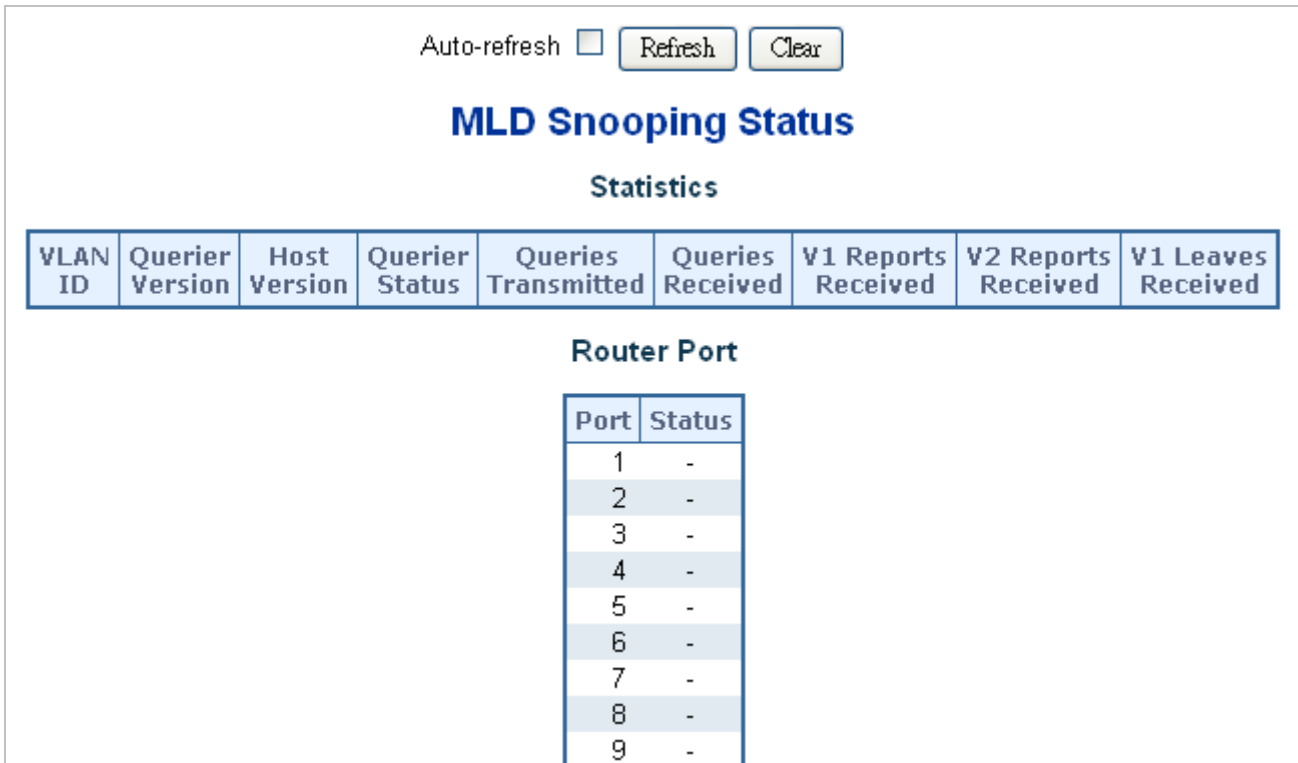 Auto-refresh Refresh Clear
MLD Snooping Status
Statistics
VLAN ID Querier Version Host Version Querier Status Queries Transmitted Queries Received V1 Reports Received V2 Reports Received V1 Leaves Received
Router Port
Port Status
1 -
2 -
3 -
4 -
5 -
6 -
7 -
8 -
9 -